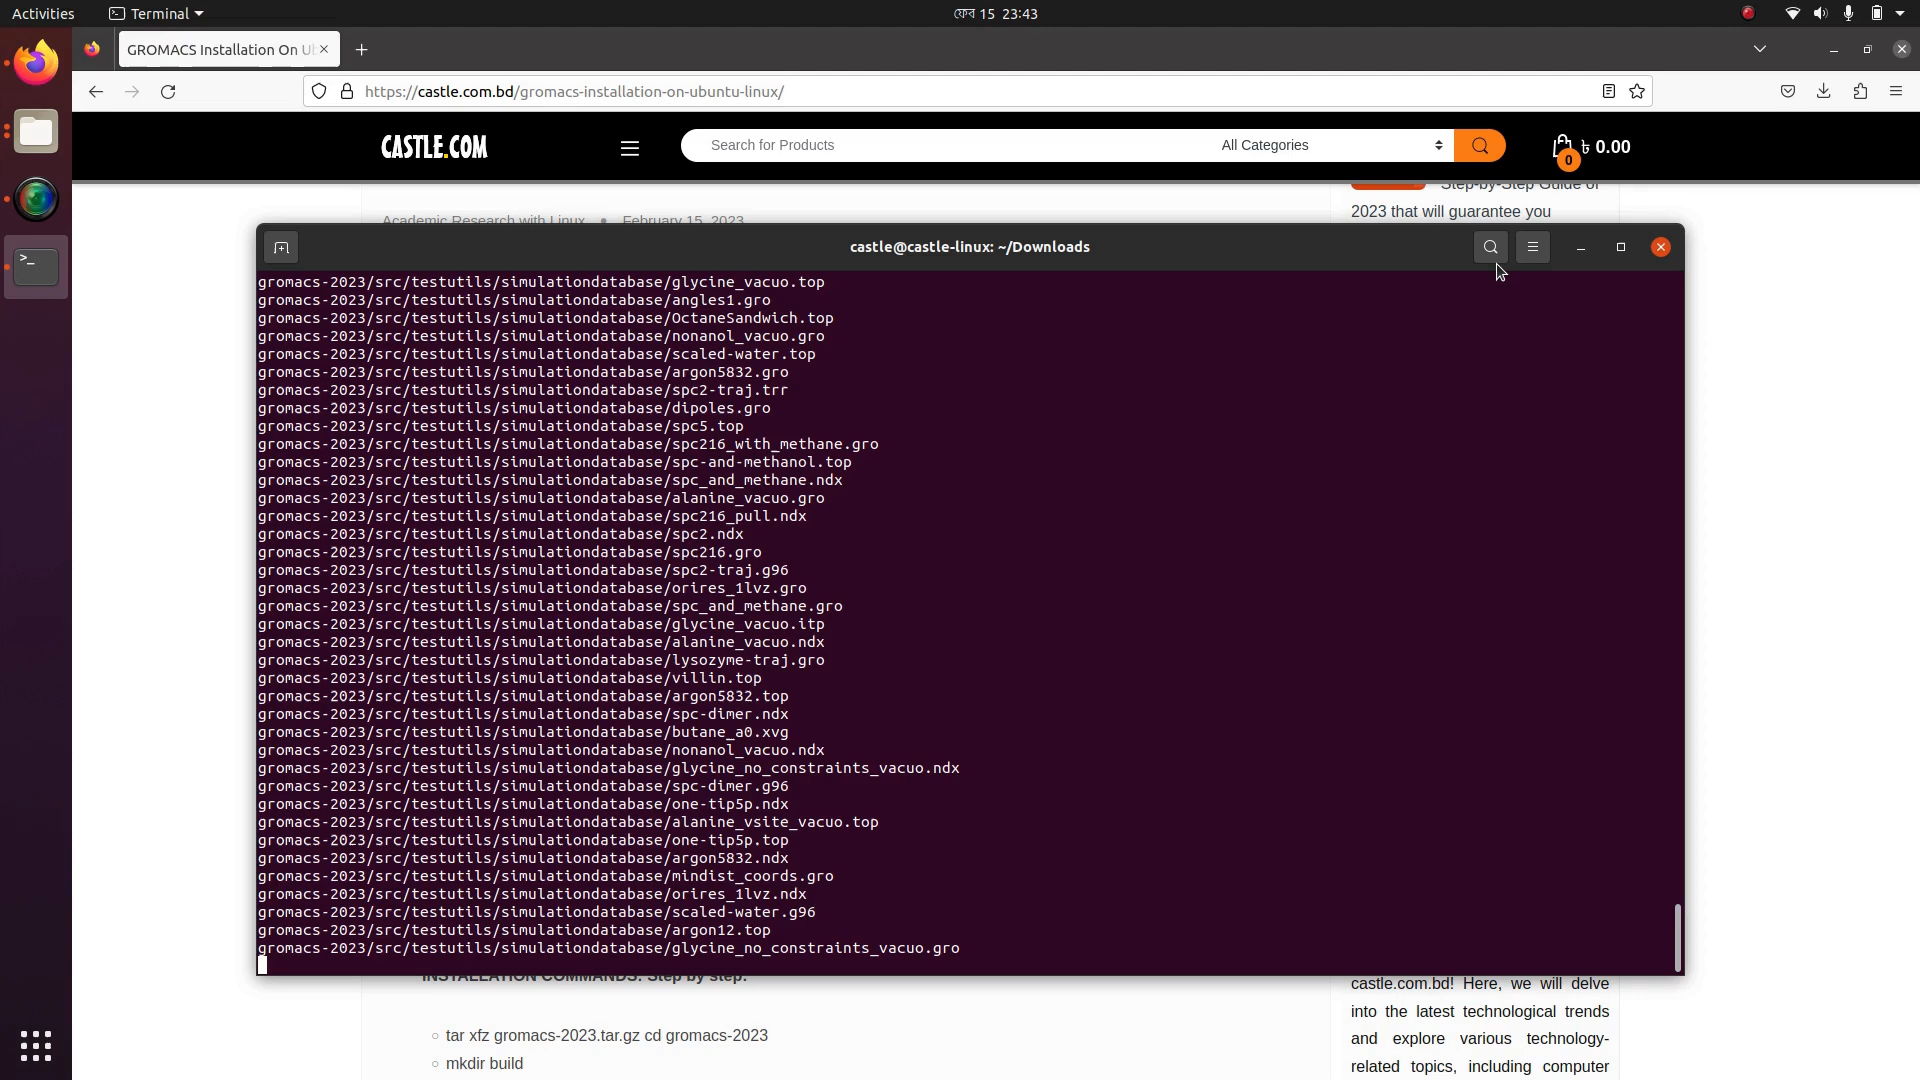 Activities
Terminal
ফেব 15 23:43
GROMACS Installation On Ub
https://castle.com.bd/gromacs-installation-on-ubuntu-linux/
CASTLE.COM
Search for Products
All Categories
৳ 0.00
0
Step-by-Step Guide of
2023 that will guarantee you
Academic Research with Linux • February 15, 2023
castle@castle-linux: ~/Downloads
gromacs-2023/src/testutils/simulationdatabase/glycine_vacuo.top
gromacs-2023/src/testutils/simulationdatabase/angles1.gro
gromacs-2023/src/testutils/simulationdatabase/OctaneSandwich.top
gromacs-2023/src/testutils/simulationdatabase/nonanol_vacuo.gro
gromacs-2023/src/testutils/simulationdatabase/scaled-water.top
gromacs-2023/src/testutils/simulationdatabase/argon5832.gro
gromacs-2023/src/testutils/simulationdatabase/spc2-traj.trr
gromacs-2023/src/testutils/simulationdatabase/dipoles.gro
gromacs-2023/src/testutils/simulationdatabase/spc5.top
gromacs-2023/src/testutils/simulationdatabase/spc216_with_methane.gro
gromacs-2023/src/testutils/simulationdatabase/spc-and-methanol.top
gromacs-2023/src/testutils/simulationdatabase/spc_and_methane.ndx
gromacs-2023/src/testutils/simulationdatabase/alanine_vacuo.gro
gromacs-2023/src/testutils/simulationdatabase/spc216_pull.ndx
gromacs-2023/src/testutils/simulationdatabase/spc2.ndx
gromacs-2023/src/testutils/simulationdatabase/spc216.gro
gromacs-2023/src/testutils/simulationdatabase/spc2-traj.g96
gromacs-2023/src/testutils/simulationdatabase/orires_1lvz.gro
gromacs-2023/src/testutils/simulationdatabase/spc_and_methane.gro
gromacs-2023/src/testutils/simulationdatabase/glycine_vacuo.itp
gromacs-2023/src/testutils/simulationdatabase/alanine_vacuo.ndx
gromacs-2023/src/testutils/simulationdatabase/lysozyme-traj.gro
gromacs-2023/src/testutils/simulationdatabase/villin.top
gromacs-2023/src/testutils/simulationdatabase/argon5832.top
gromacs-2023/src/testutils/simulationdatabase/spc-dimer.ndx
gromacs-2023/src/testutils/simulationdatabase/butane_a0.xvg
gromacs-2023/src/testutils/simulationdatabase/nonanol_vacuo.ndx
gromacs-2023/src/testutils/simulationdatabase/glycine_no_constraints_vacuo.ndx
gromacs-2023/src/testutils/simulationdatabase/spc-dimer.g96
gromacs-2023/src/testutils/simulationdatabase/one-tip5p.ndx
gromacs-2023/src/testutils/simulationdatabase/alanine_vsite_vacuo.top
gromacs-2023/src/testutils/simulationdatabase/one-tip5p.top
gromacs-2023/src/testutils/simulationdatabase/argon5832.ndx
gromacs-2023/src/testutils/simulationdatabase/mindist_coords.gro
gromacs-2023/src/testutils/simulationdatabase/orires_1lvz.ndx
gromacs-2023/src/testutils/simulationdatabase/scaled-water.g96
gromacs-2023/src/testutils/simulationdatabase/argon12.top
gromacs-2023/src/testutils/simulationdatabase/glycine_no_constraints_vacuo.gro
INSTALLATION COMMANDS: Step by step:
tar xfz gromacs-2023.tar.gz cd gromacs-2023
mkdir build
castle.com.bd! Here, we will delve
into the latest technological trends
and explore various technology-
related topics, including computer